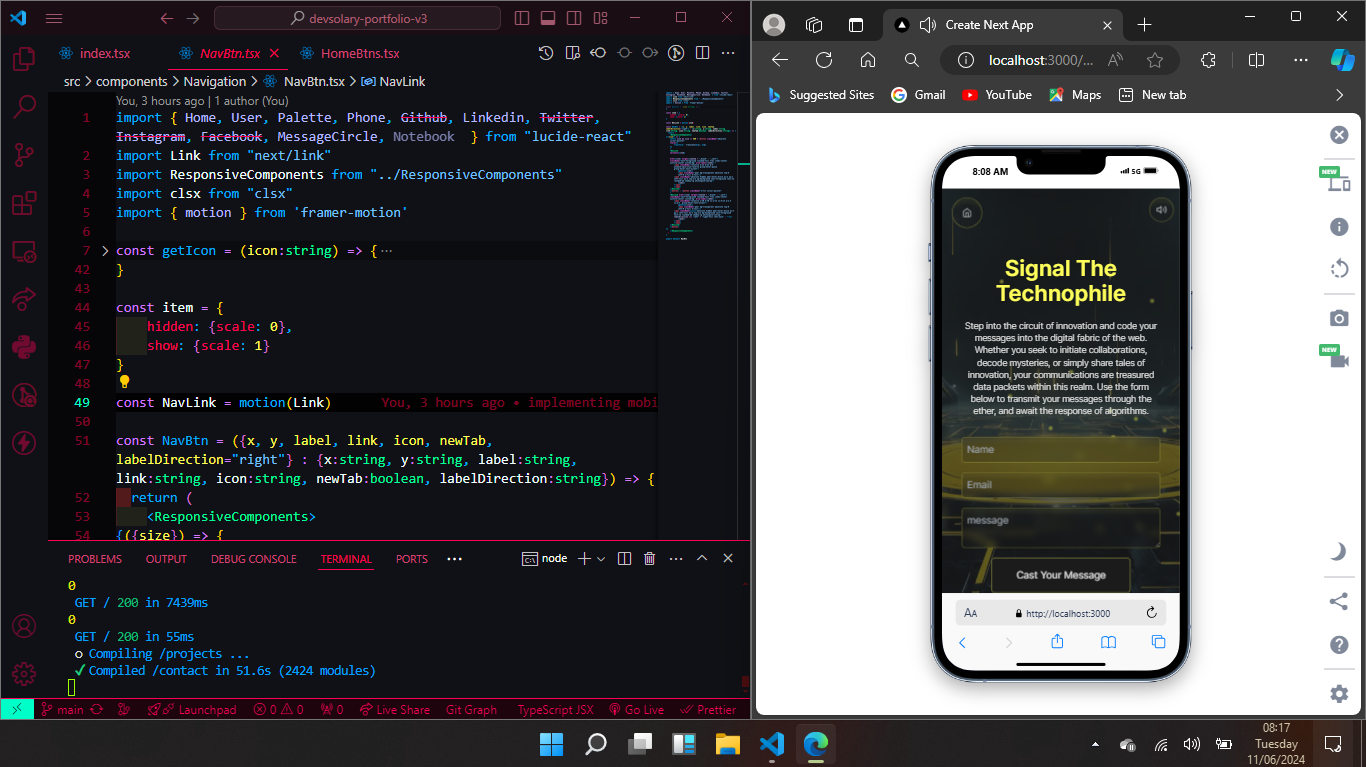 devsolary-portfolio-v3
index.tsx
NavBtn.tsx
HomeBtns.tsx
src > components > Navigation > NavBtn.tsx > NavLink
You, 3 hours ago | 1 author (You)
1 import { Home, User, Palette, Phone, Github, Linkedin, Twitter,
Instagram, Facebook, MessageCircle, Notebook } from "lucide-react"
2 import Link from "next/link"
3 import ResponsiveComponents from "../ResponsiveComponents"
4 import clsx from "clsx"
5 import { motion } from 'framer-motion'
6
7 const getIcon = (icon:string) => {⋯
42 }
43
44 const item = {
45 hidden: {scale: 0},
46 show: {scale: 1}
47 }
48
49 const NavLink = motion(Link) You, 3 hours ago • implementing mobi
50
51 const NavBtn = ({x, y, label, link, icon, newTab,
labelDirection="right"} : {x:string, y:string, label:string,
link:string, icon:string, newTab:boolean, labelDirection:string}) => {
52 return (
53 <ResponsiveComponents>
54 {({size}) => {
PROBLEMS OUTPUT DEBUG CONSOLE TERMINAL PORTS ••• node
0
GET / 200 in 7439ms
0
GET / 200 in 55ms
○ Compiling /projects ...
✓ Compiled /contact in 51.6s (2424 modules)
main Launchpad 0 0 0 Live Share Git Graph TypeScript JSX Go Live Prettier
Create Next App
localhost:3000/...
Suggested Sites Gmail YouTube Maps New tab
NEW
NEW
8:08 AM 5G
Signal The
Technophile
Step into the circuit of innovation and code your
messages into the digital fabric of the web.
Whether you seek to initiate collaborations,
decode mysteries, or simply share tales of
innovation, your communications are treasured
data packets within this realm. Use the form
below to transmit your messages through the
ether, and await the response of algorithms.
Name
Email
message
Cast Your Message
AA http://localhost:3000
08:17
Tuesday
11/06/2024